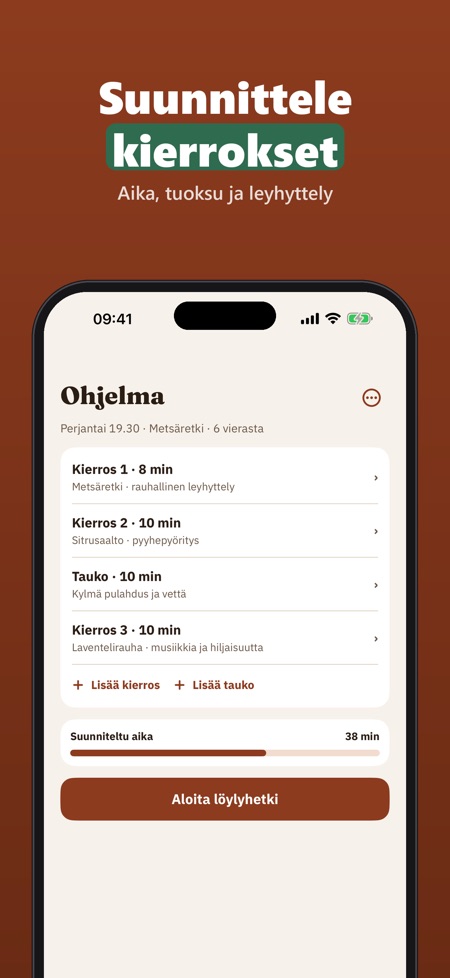 Suunnittele
kierrokset
Aika, tuoksu ja leyhyttely
09:41
Ohjelma
Perjantai 19.30 · Metsäretki · 6 vierasta
Kierros 1 · 8 min
Metsäretki · rauhallinen leyhyttely
Kierros 2 · 10 min
Sitrusaalto · pyyhepyöritys
Tauko · 10 min
Kylmä pulahdus ja vettä
Kierros 3 · 10 min
Laventelirauha · musiikkia ja hiljaisuutta
+ Lisää kierros + Lisää tauko
Suunniteltu aika 38 min
Aloita löylyhetki